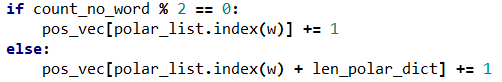 if count_no_word % 2 == 0:
    pos_vec[polar_list.index(w)] += 1
else:
    pos_vec[polar_list.index(w) + len_polar_dict] += 1